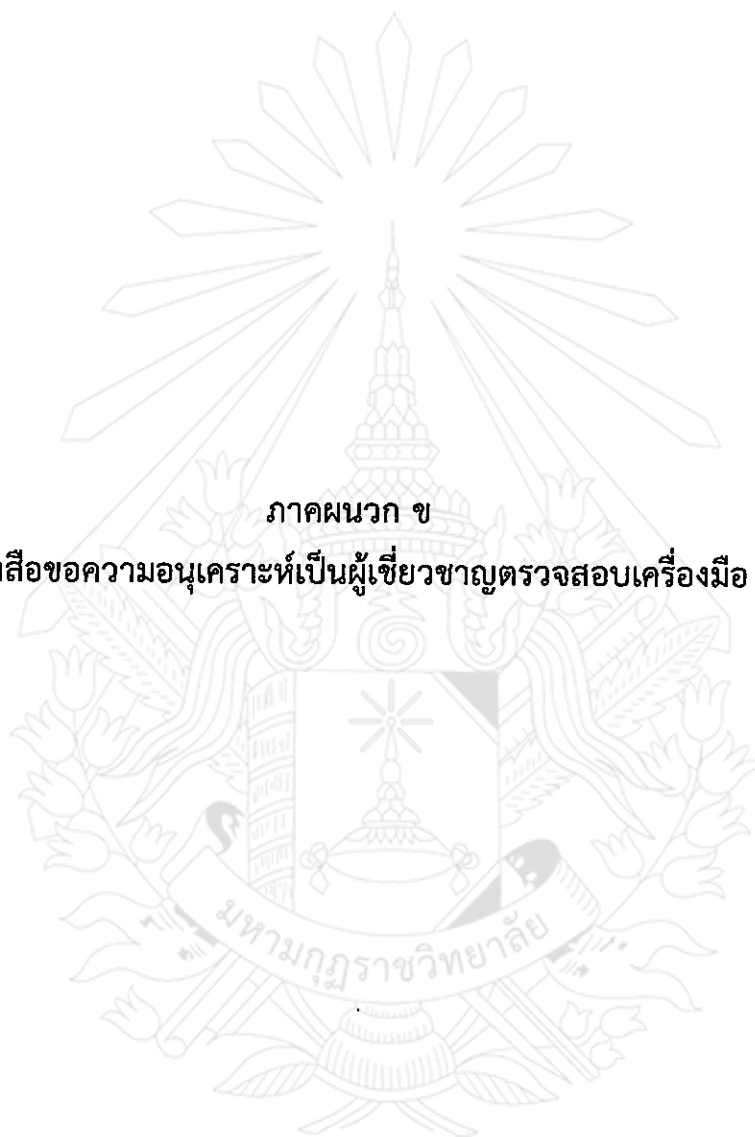 ภาคผนวก ข
สือขอความอนุเคราะห์เป็นผู้เชี่ยวชาญตรวจสอบเครื่องมือ
มหามกุฏราชวิทยาลัย